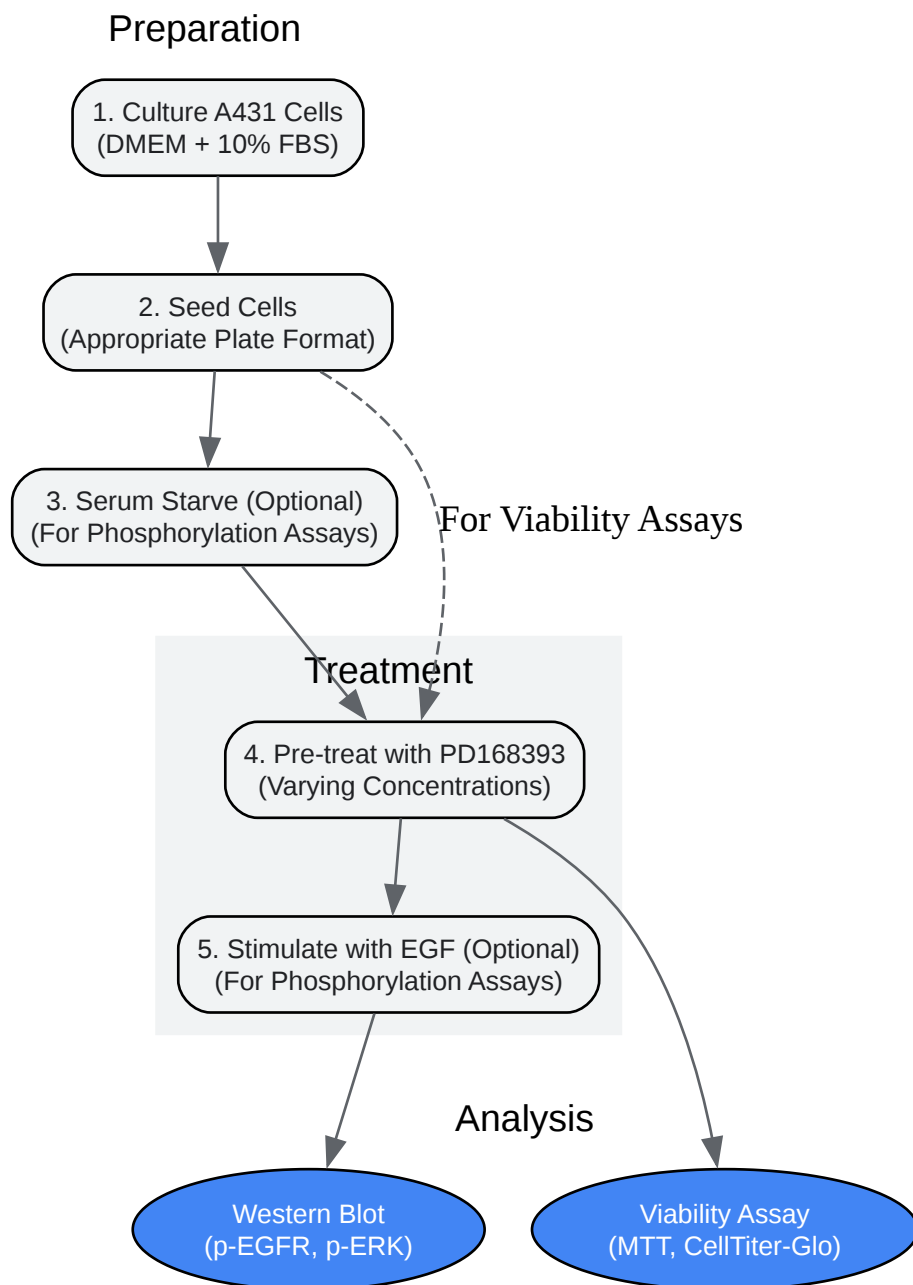 Preparation
1. Culture A431 Cells
(DMEM + 10% FBS)
2. Seed Cells
(Appropriate Plate Format)
3. Serum Starve (Optional)
(For Phosphorylation Assays)
For Viability Assays
Treatment
4. Pre-treat with PD168393
(Varying Concentrations)
5. Stimulate with EGF (Optional)
(For Phosphorylation Assays)
Analysis
Western Blot
(p-EGFR, p-ERK)
Viability Assay
(MTT, CellTiter-Glo)